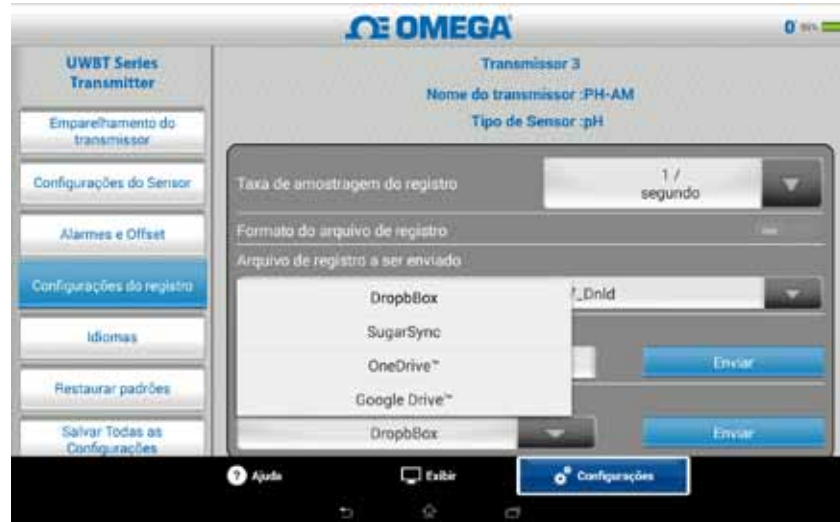 OMEGA
0
UWBT Series
Transmitter
Emparelhamento do
transmissor
Configurações do Sensor
Alarmes e Offset
Configurações do registro
Idiomas
Restaurar padrões
Salvar Todas as
Configurações
Transmissor 3
Nome do transmissor :PH-AM
Tipo de Sensor :pH
Taxa de amostragem do registro
1 /
segundo
Formato do arquivo de registro
Arquivo de registro a ser enviado
_Dnld
DropbBox
SugarSync
OneDrive™
Google Drive™
Enviar
DropbBox
Enviar
? Ajuda
Exibir
Configurações